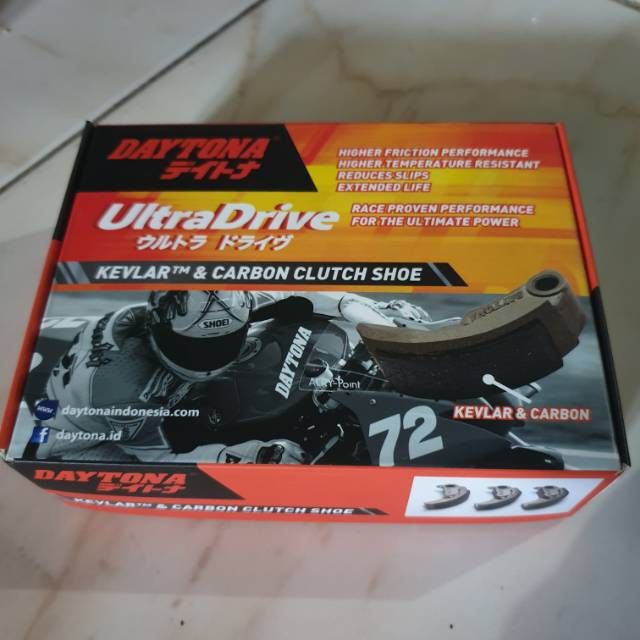 DAYTONA
デイトナ
HIGHER FRICTION PERFORMANCE
HIGHER TEMPERATURE RESISTANT
REDUCES SLIPS
EXTENDED LIFE
UltraDrive
ウルトラ ドライヴ
RACE PROVEN PERFORMANCE
FOR THE ULTIMATE POWER
KEVLAR™ & CARBON CLUTCH SHOE
SHOEI
DAYTONA
72
KEVLAR & CARBON
www
daytonaindonesia.com
f
daytona.id
DAYTONA
デイトナ
KEVLAR™ & CARBON CLUTCH SHOE